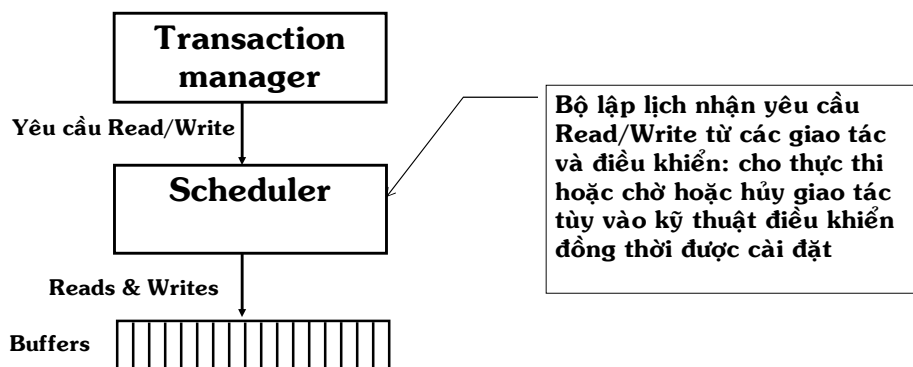 Transaction
manager
Yêu cầu Read/Write
Scheduler
Bộ lập lịch nhận yêu cầu
Read/Write từ các giao tác
và điều khiển: cho thực thi
hoặc chờ hoặc hủy giao tác
tùy vào kỹ thuật điều khiển
đồng thời được cài đặt
Reads & Writes
Buffers